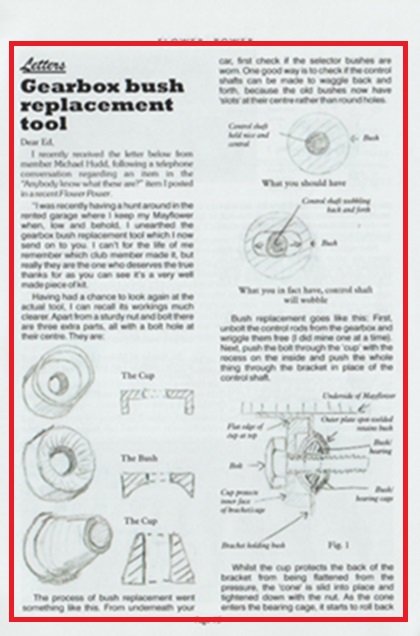 FLOWER POWER
Letters
Gearbox bush
replacement
tool
Dear Ed,
I recently received the letter below from
member Michael Hudd, following a telephone
conversation regarding an item in the
"Anybody know what these are?" item I posted
in a recent Flower Power.
"I was recently having a hunt around in the
rented garage where I keep my Mayflower
when, low and behold, I unearthed the
gearbox bush replacement tool which I now
send on to you. I can't for the life of me
remember which club member made it, but
really they are the one who deserves the true
thanks for as you can see it's a very well
made piece of kit.
Having had a chance to look again at the
actual tool, I can recall its workings much
clearer. Apart from a sturdy nut and bolt there
are three extra parts, all with a bolt hole at
their centre. They are:
The Cup
The Bush
The Cup
The process of bush replacement went
something like this. From underneath your
car, first check if the selector bushes are
worn. One good way is to check if the control
shafts can be made to waggle back and
forth, because the old bushes now have
'slots' at their centre rather than round holes.
Control shaft
held nice and
central
Bush
What you should have
Control shaft wobbling
back and forth
Bush
What you in fact have, control shaft
will wobble
Bush replacement goes like this: First,
unbolt the control rods from the gearbox and
wriggle them free (I did mine one at a time).
Next, push the bolt through the 'cup' with the
recess on the inside and push the whole
thing through the bracket in place of the
control shaft.
Underside of Mayflower
Flat edge of
cup at top
Outer plate spot-welded
retains bush
Bush/
bearing
Bolt
Cup protects
inner face
of bracket/cage
Bush/
bearing cage
Bracket holding bush
Fig. 1
Whilst the cup protects the back of the
bracket from being flattened from the
pressure, the 'cone' is slid into place and
tightened down with the nut. As the cone
enters the bearing cage, it starts to roll back